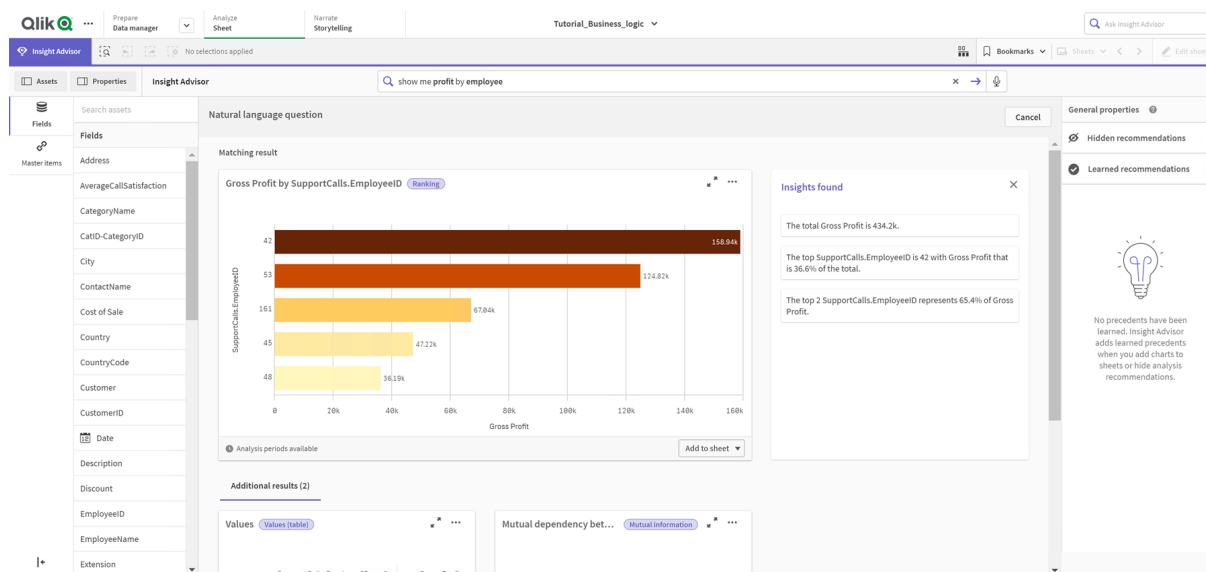 Qlik
Prepare
Data manager
Analyze
Sheet
Narrate
Storytelling
Tutorial_Business_logic
Ask Insight Advisor
Insight Advisor
No selections applied
Bookmarks
Sheets
Edit sheet
Assets
Properties
Insight Advisor
show me profit by employee
Fields
Master items
Search assets
Fields
Address
AverageCallSatisfaction
CategoryName
CatID-CategoryID
City
ContactName
Cost of Sale
Country
CountryCode
Customer
CustomerID
Date
Description
Discount
EmployeeID
EmployeeName
Extension
Natural language question
Cancel
Matching result
Gross Profit by SupportCalls.EmployeeID
Ranking
SupportCalls.EmployeeID
42
158.94k
53
124.82k
161
67.04k
45
47.22k
48
36.19k
0 20k 40k 60k 80k 100k 120k 140k 160k
Gross Profit
Analysis periods available
Add to sheet
Insights found
The total Gross Profit is 434.2k.
The top SupportCalls.EmployeeID is 42 with Gross Profit that
is 36.6% of the total.
The top 2 SupportCalls.EmployeeID represents 65.4% of Gross
Profit.
Additional results (2)
Values
Values (table)
Mutual dependency bet...
Mutual information
General properties
Hidden recommendations
Learned recommendations
No precedents have been
learned. Insight Advisor
adds learned precedents
when you add charts to
sheets or hide analysis
recommendations.